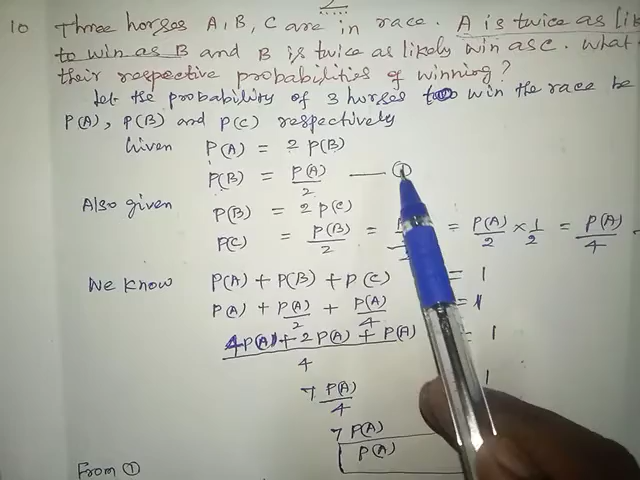 10 Three horses A, B, C are in race. A is twice as lik
to win as B and B is twice as likely win as C. What
their respective probabilities of winning?
Let the probability of 3 horses to win the race be
P(A), P(B) and P(C) respectively
Given P(A) = 2 P(B)
P(B) = P(A)/2 — ①
Also given P(B) = 2 P(C)
P(C) = P(B)/2 = = P(A)/2 × 1/2 = P(A)/4
We know P(A) + P(B) + P(C) = 1
P(A) + P(A)/2 + P(A)/4 = 1
4P(A) + 2P(A) + P(A)/4 = 1
7 P(A)/4 1
7 P(A)
P(A)
From ①